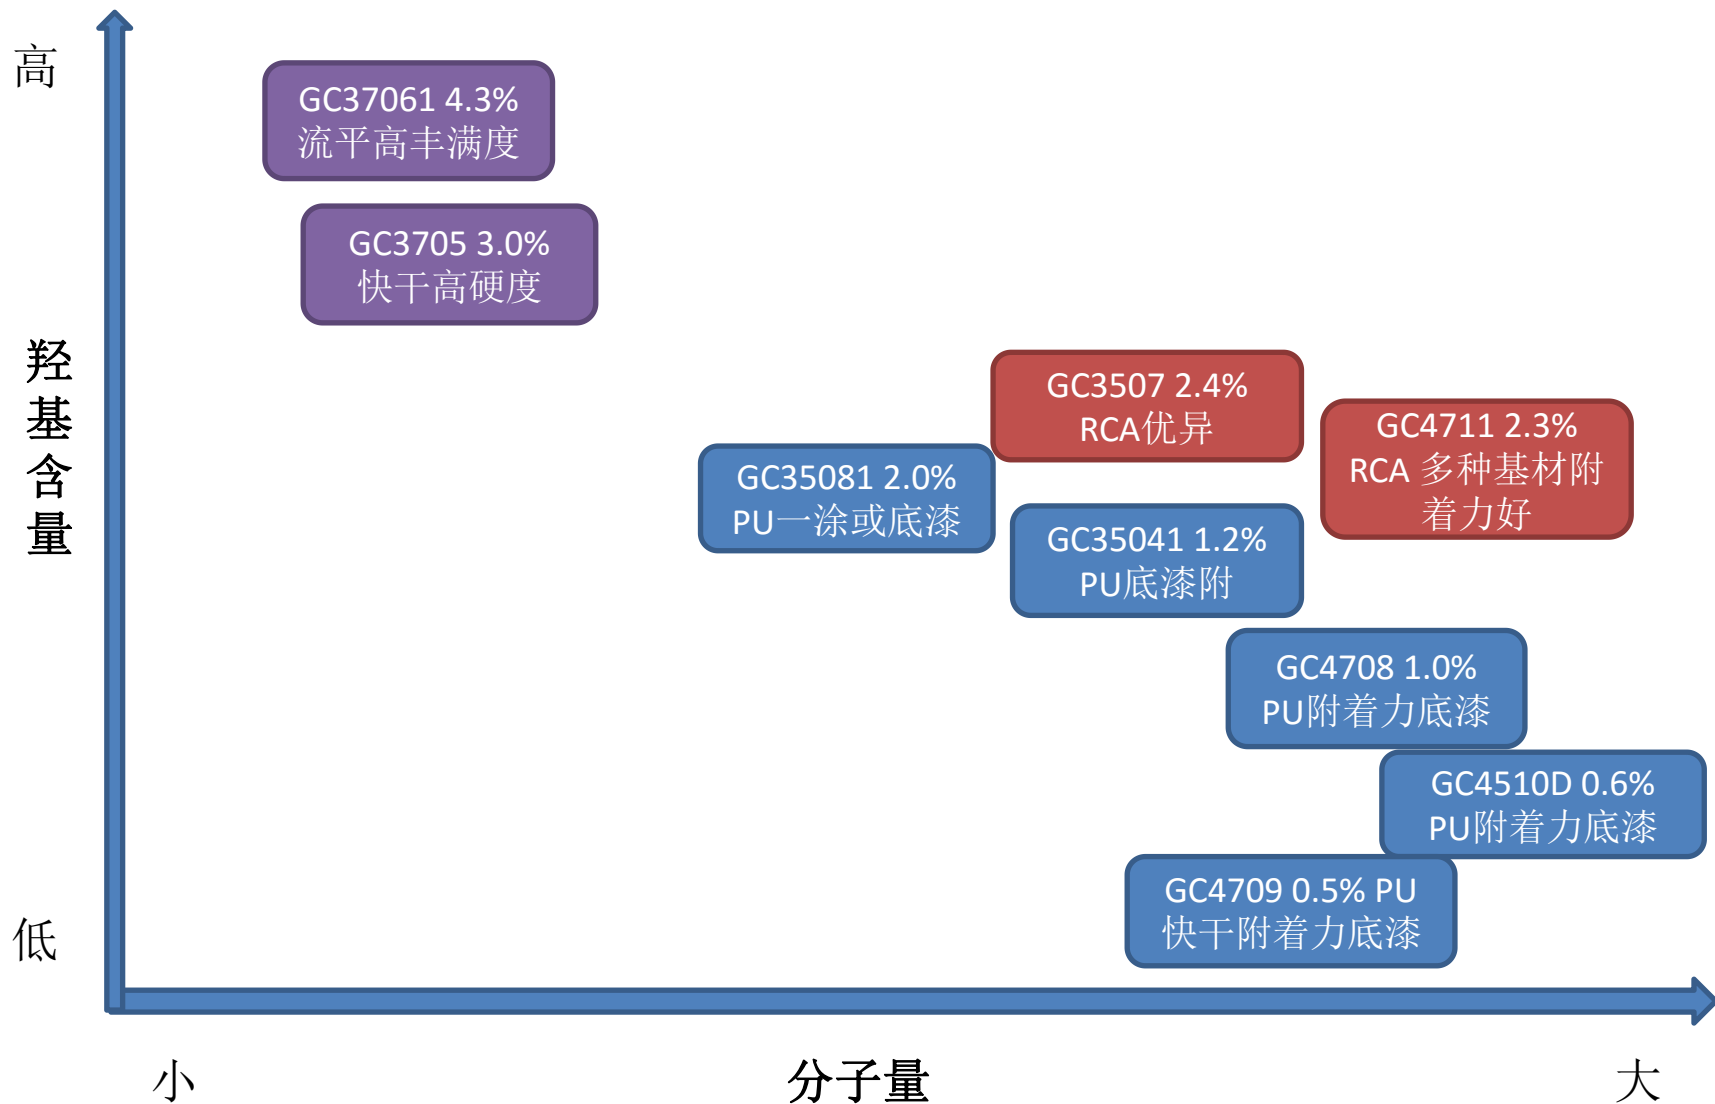 高
GC37061 4.3%
流平高丰满度
GC3705 3.0%
快干高硬度
羟基含量
GC3507 2.4%
RCA优异
GC4711 2.3%
RCA 多种基材附
着力好
GC35081 2.0%
PU一涂或底漆
GC35041 1.2%
PU底漆附
GC4708 1.0%
PU附着力底漆
GC4510D 0.6%
PU附着力底漆
GC4709 0.5% PU
快干附着力底漆
低
小
分子量
大